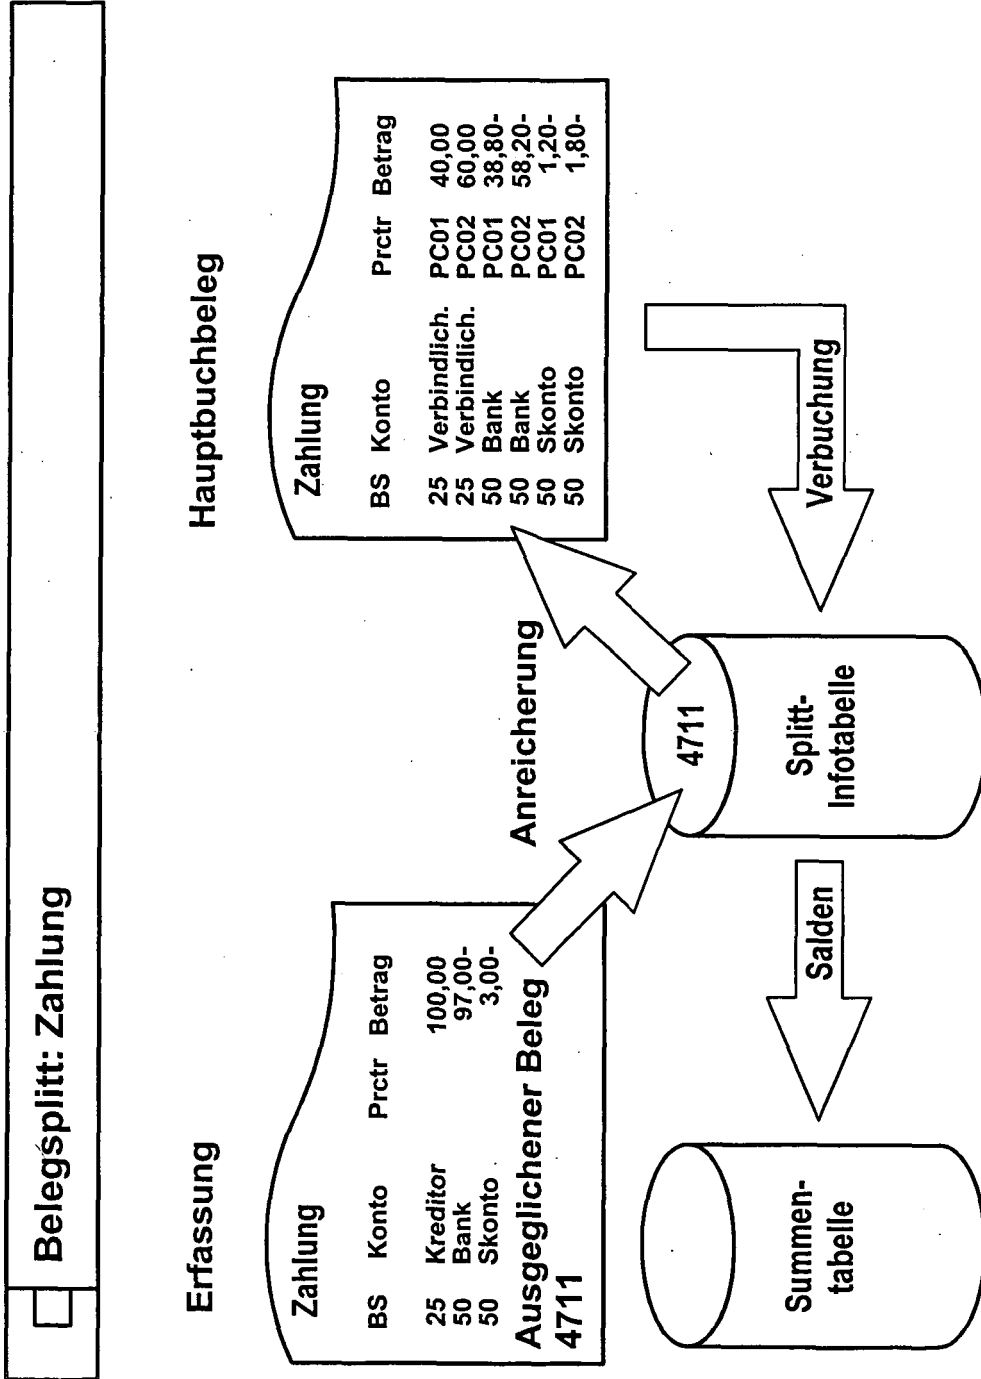 Belegsplitt: Zahlung
Erfassung
Zahlung
BS Konto Prctr Betrag
25 Kreditor 100,00
50 Bank 97,00-
50 Skonto 3,00-
Ausgeglichener Beleg
4711
Anreicherung
Hauptbuchbeleg
Zahlung
BS Konto Prctr Betrag
25 Verbindlich. PC01 40,00
25 Verbindlich. PC02 60,00
50 Bank PC01 38,80-
50 Bank PC02 58,20-
50 Skonto PC01 1,20-
50 Skonto PC02 1,80-
Summen-
tabelle
Salden
4711
Splitt-
Infotabelle
Verbuchung